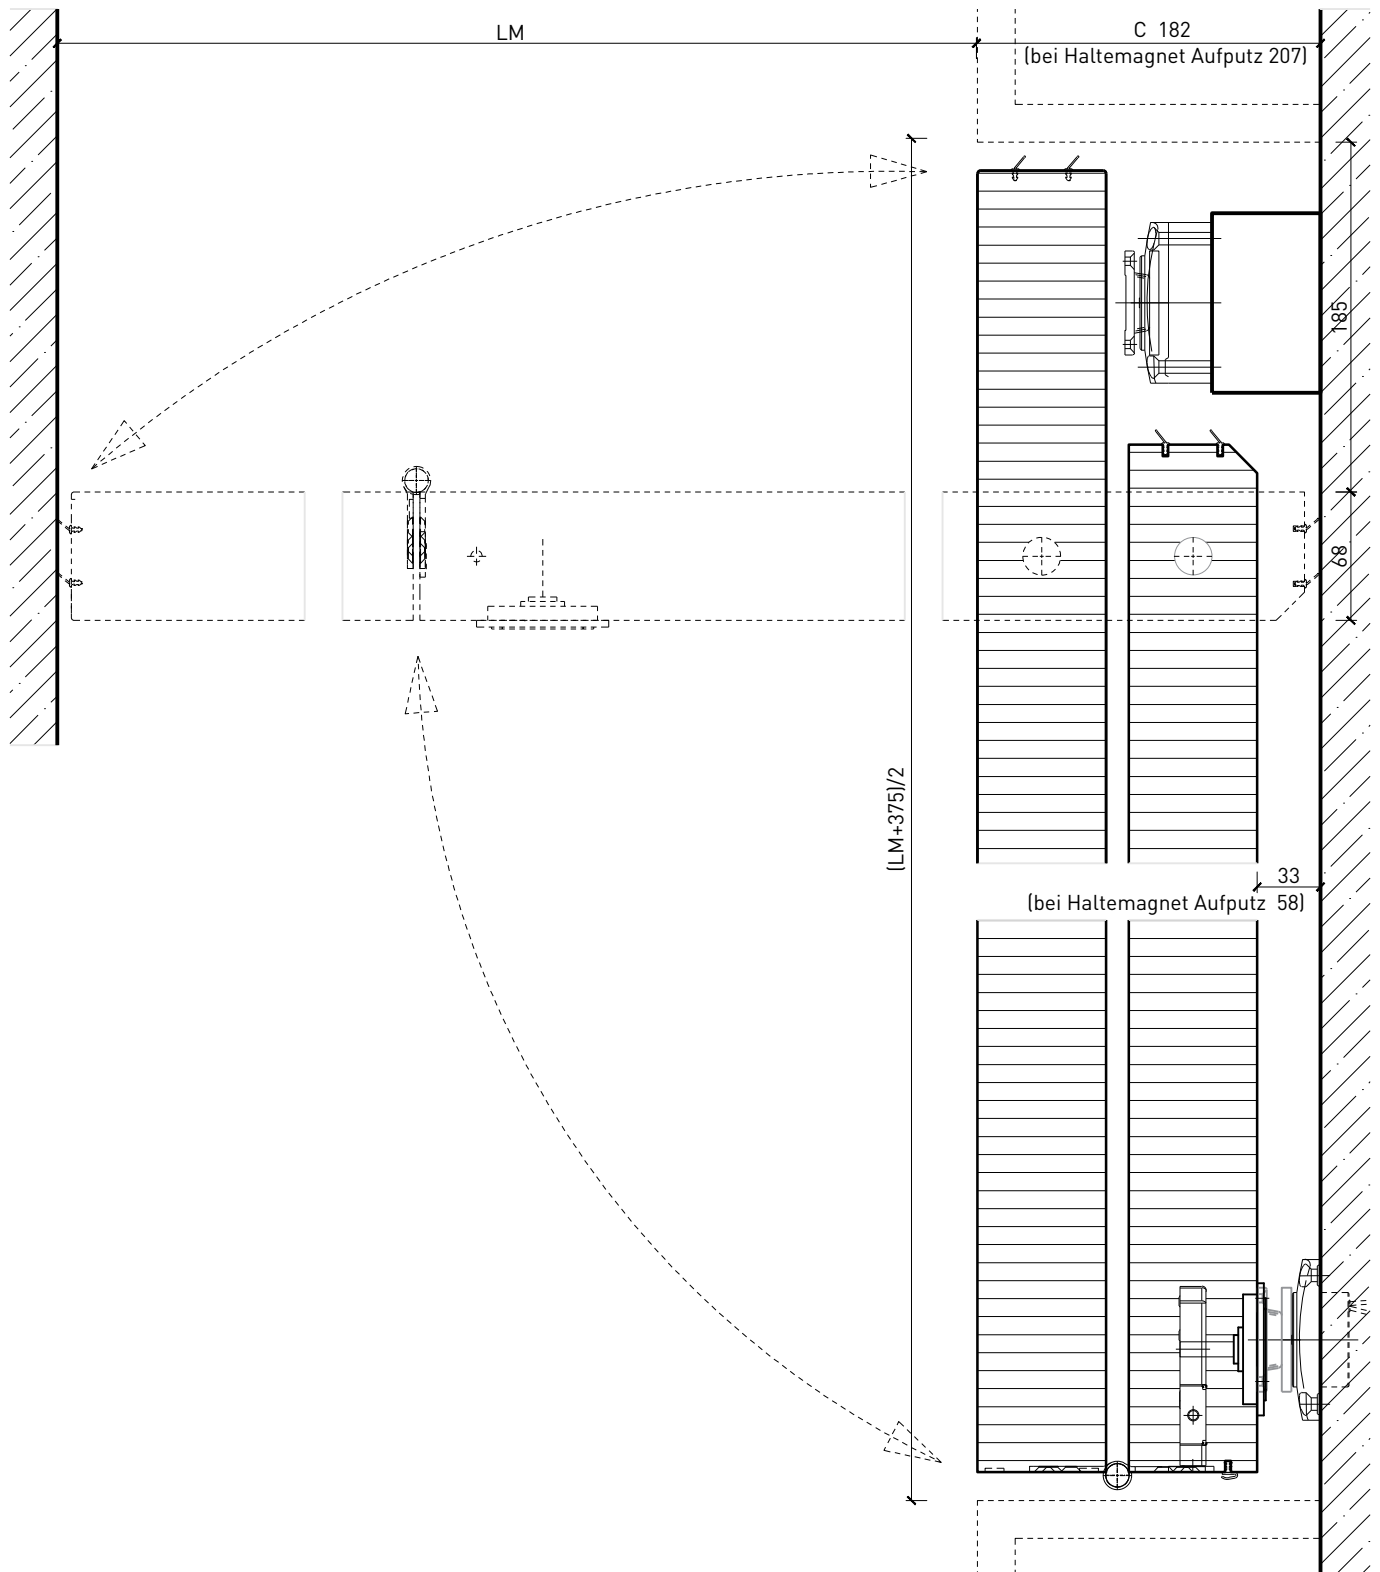 LM
C 182
(bei Haltemagnet Aufputz 207)
185
68
(LM+375)/2
33
(bei Haltemagnet Aufputz 58)